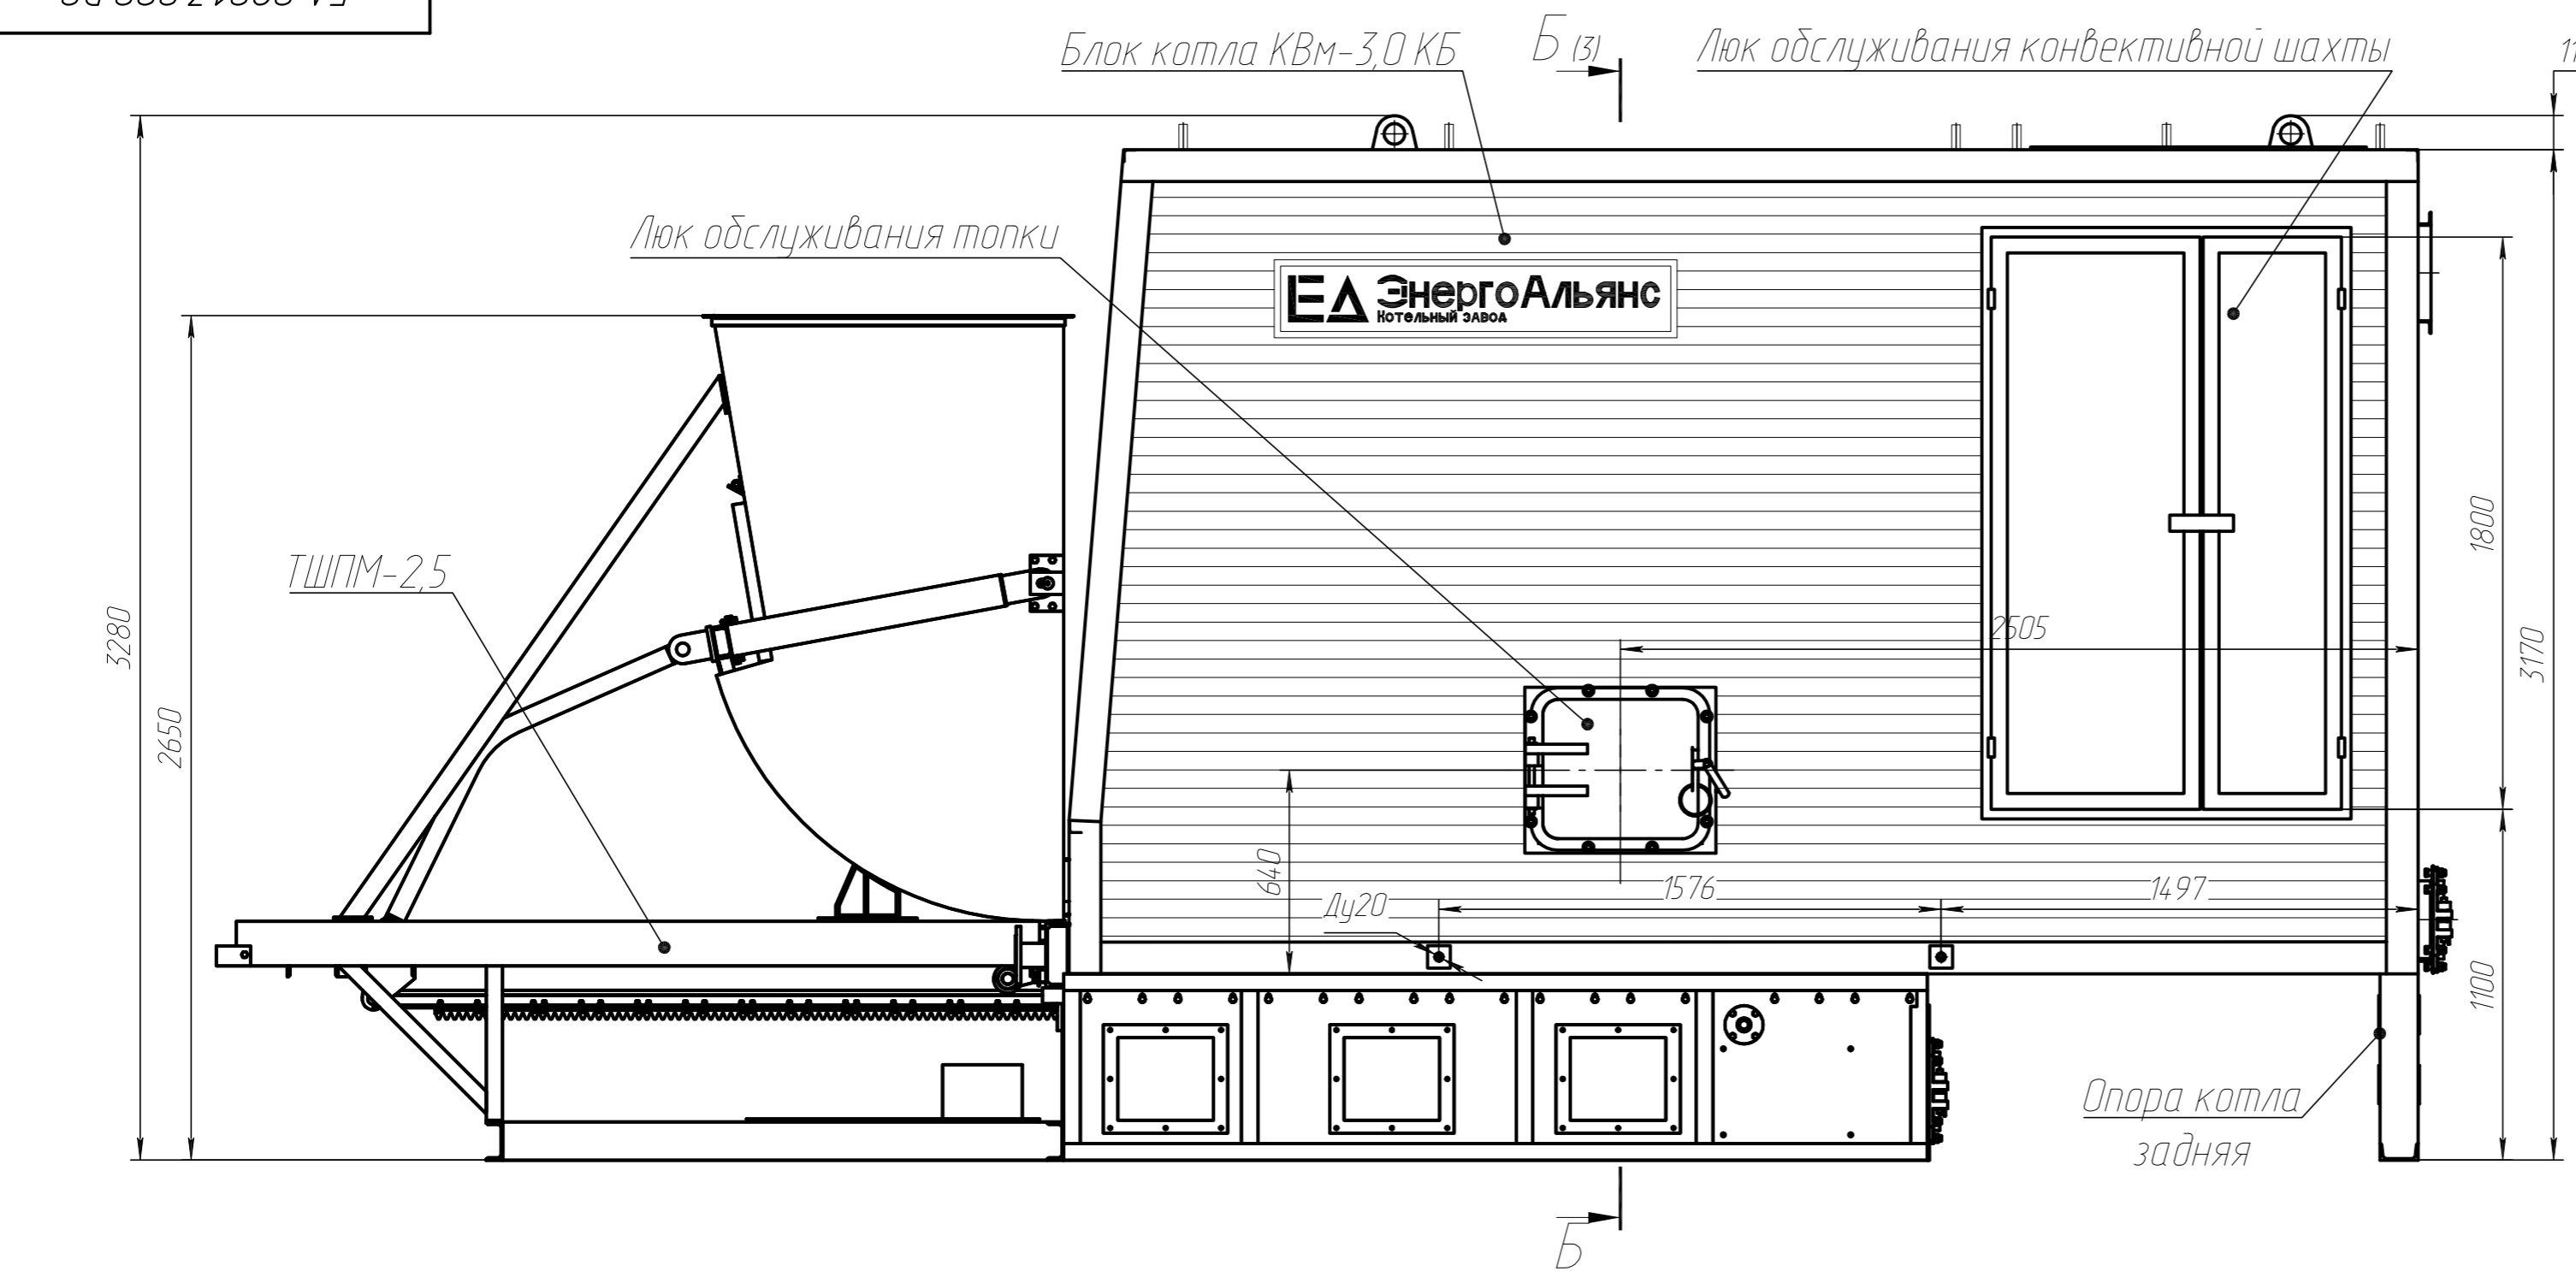 Блок котла КВм-3,0 КБ
Б (3)
Люк обслуживания конвективной шахты
Люк обслуживания топки
ЕА ЭнергоАльянс
Котельный завод
ТШПМ-2,5
3280
2650
1800
2505
3170
640
1576
1497
Ду20
1100
Опора котла
задняя
Б